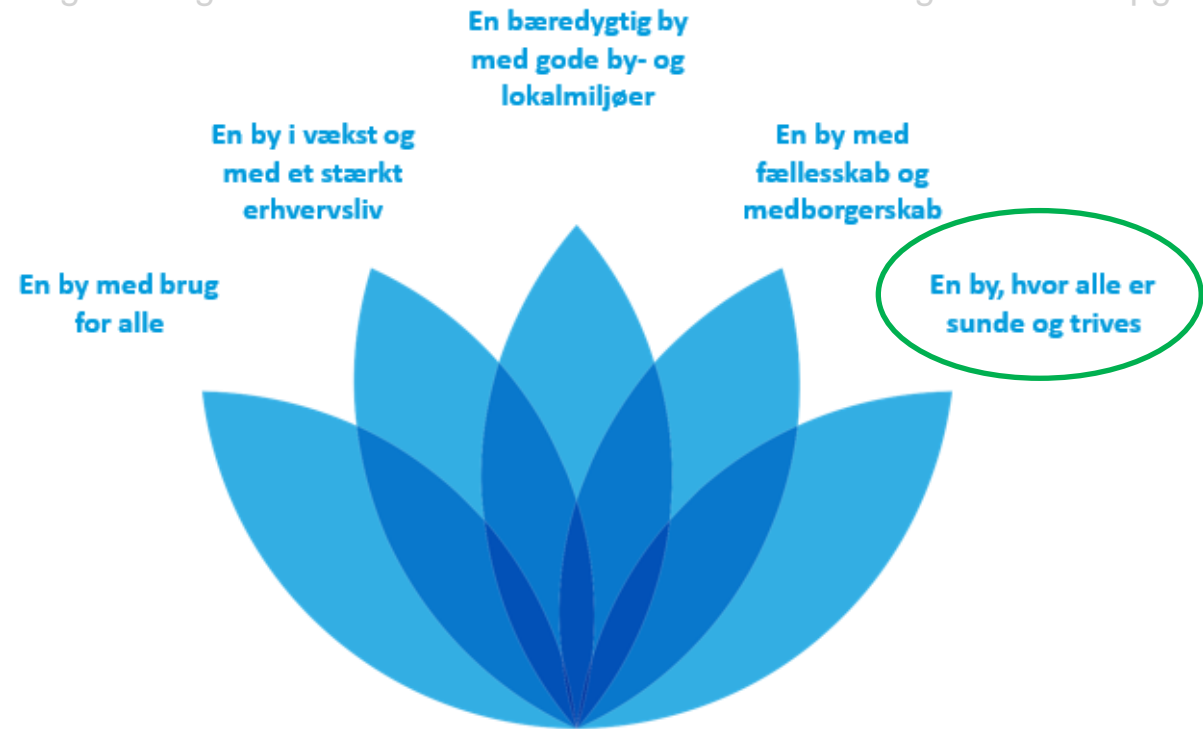 En bæredygtig by
med gode by- og
lokalmiljøer
En by i vækst og
med et stærkt
erhvervsliv
En by med
fællesskab og
medborgerskab
En by med brug
for alle
En by, hvor alle er
sunde og trives